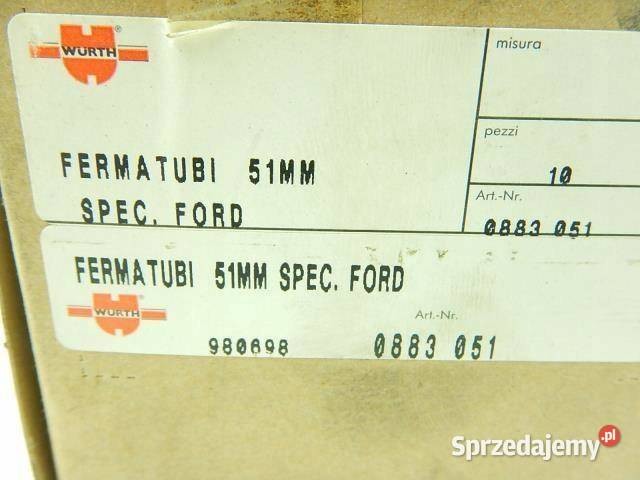 WÜRTH
misura
FERMATUBI 51MM
SPEC. FORD
pezzi
10
Art.-Nr.
0883 051
FERMATUBI 51MM SPEC. FORD
WÜRTH
Art.-Nr.
980698 0883 051
Sprzedajemy.pl